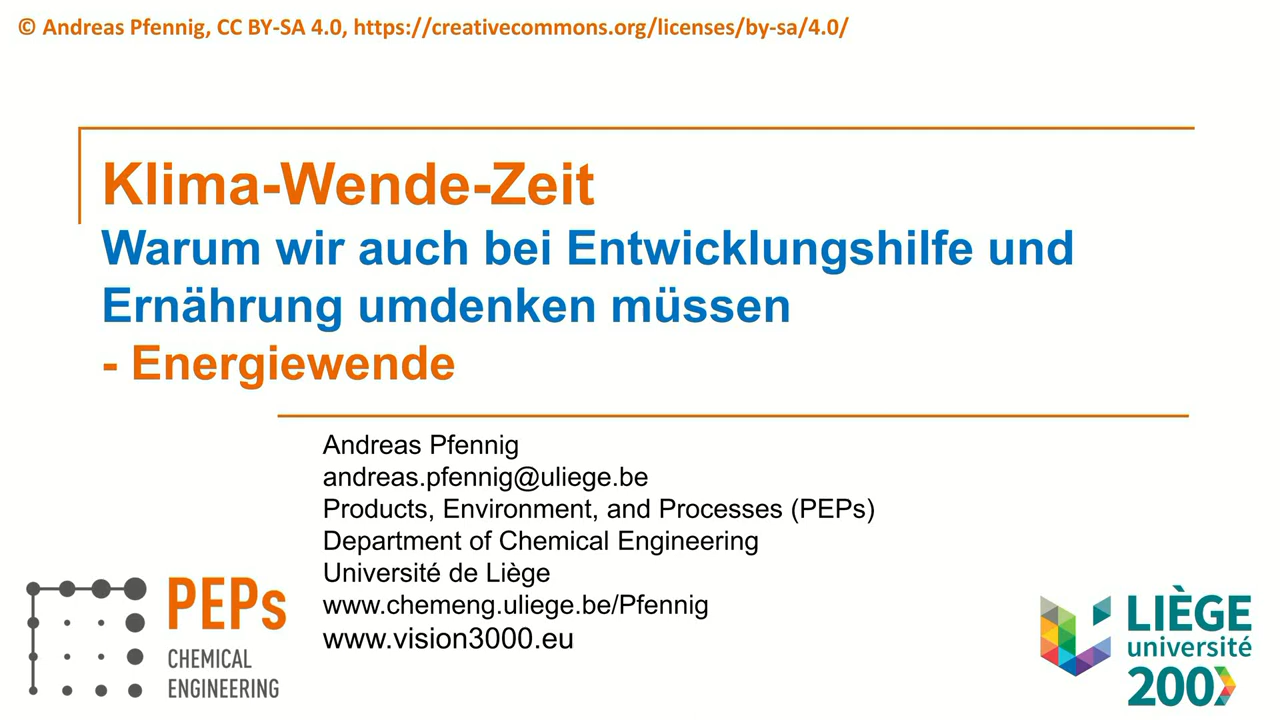 © Andreas Pfennig, CC BY-SA 4.0, https://creativecommons.org/licenses/by-sa/4.0/
Klima-Wende-Zeit
Warum wir auch bei Entwicklungshilfe und
Ernährung umdenken müssen
- Energiewende
Andreas Pfennig
andreas.pfennig@uliege.be
Products, Environment, and Processes (PEPs)
Department of Chemical Engineering
Université de Liège
www.chemeng.uliege.be/Pfennig
www.vision3000.eu
PEPs
CHEMICAL
ENGINEERING
LIÈGE
université
200